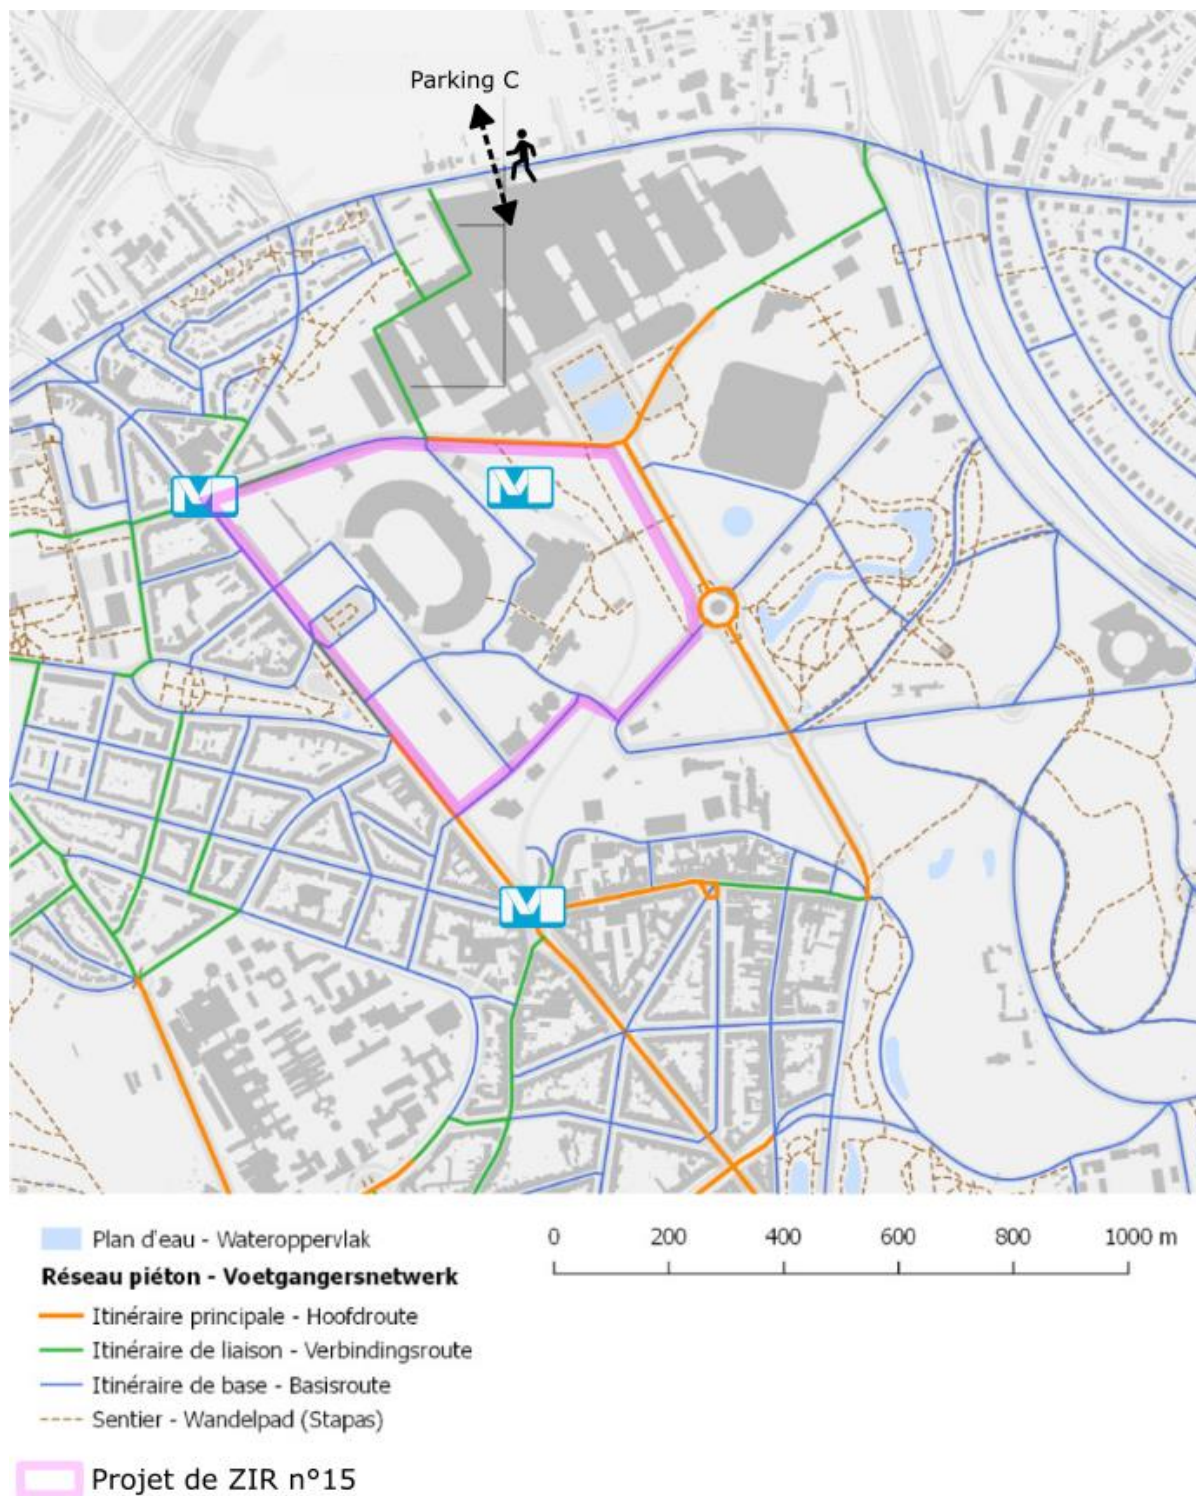 Parking C
M
M
M
Plan d'eau - Wateroppervlak
0 200 400 600 800 1000 m
Réseau piéton - Voetgangersnetwerk
Itinéraire principale - Hoofdroute
Itinéraire de liaison - Verbindingsroute
Itinéraire de base - Basisroute
Sentier - Wandelpad (Stapas)
Projet de ZIR n°15